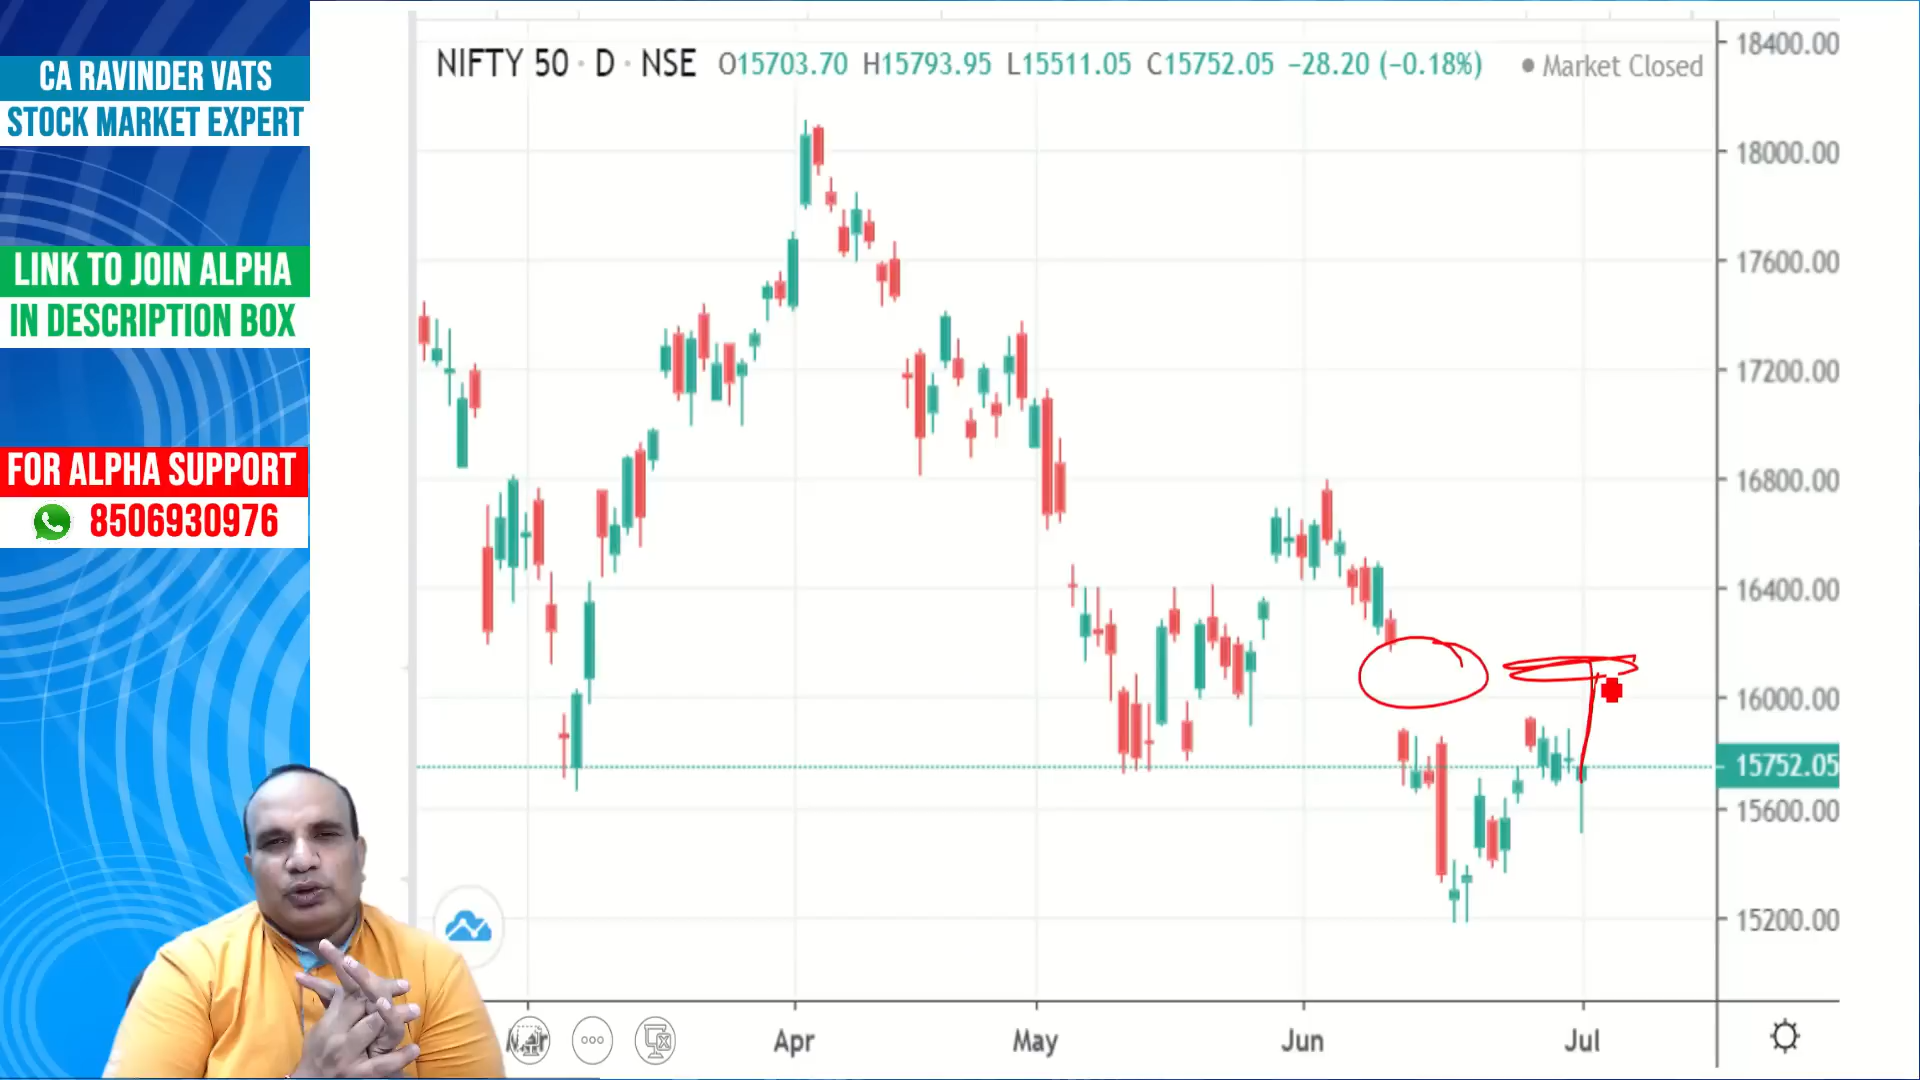 CA RAVINDER VATS
STOCK MARKET EXPERT
LINK TO JOIN ALPHA
IN DESCRIPTION BOX
FOR ALPHA SUPPORT
8506930976
NIFTY 50 · D · NSE O15703.70 H15793.95 L15511.05 C15752.05 −28.20 (−0.18%)
Market Closed
18400.00
18000.00
17600.00
17200.00
16800.00
16400.00
16000.00
15752.05
15600.00
15200.00
Mar Apr May Jun Jul